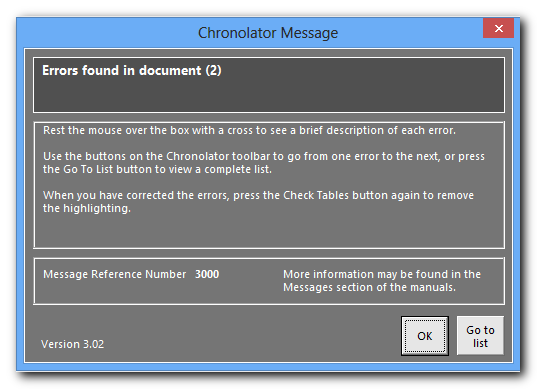 Chronolator Message
Errors found in document (2)
Rest the mouse over the box with a cross to see a brief description of each error.
Use the buttons on the Chronolator toolbar to go from one error to the next, or press
the Go To List button to view a complete list.
When you have corrected the errors, press the Check Tables button again to remove
the highlighting.
Message Reference Number 3000
More information may be found in the
Messages section of the manuals.
Version 3.02
OK
Go to
list